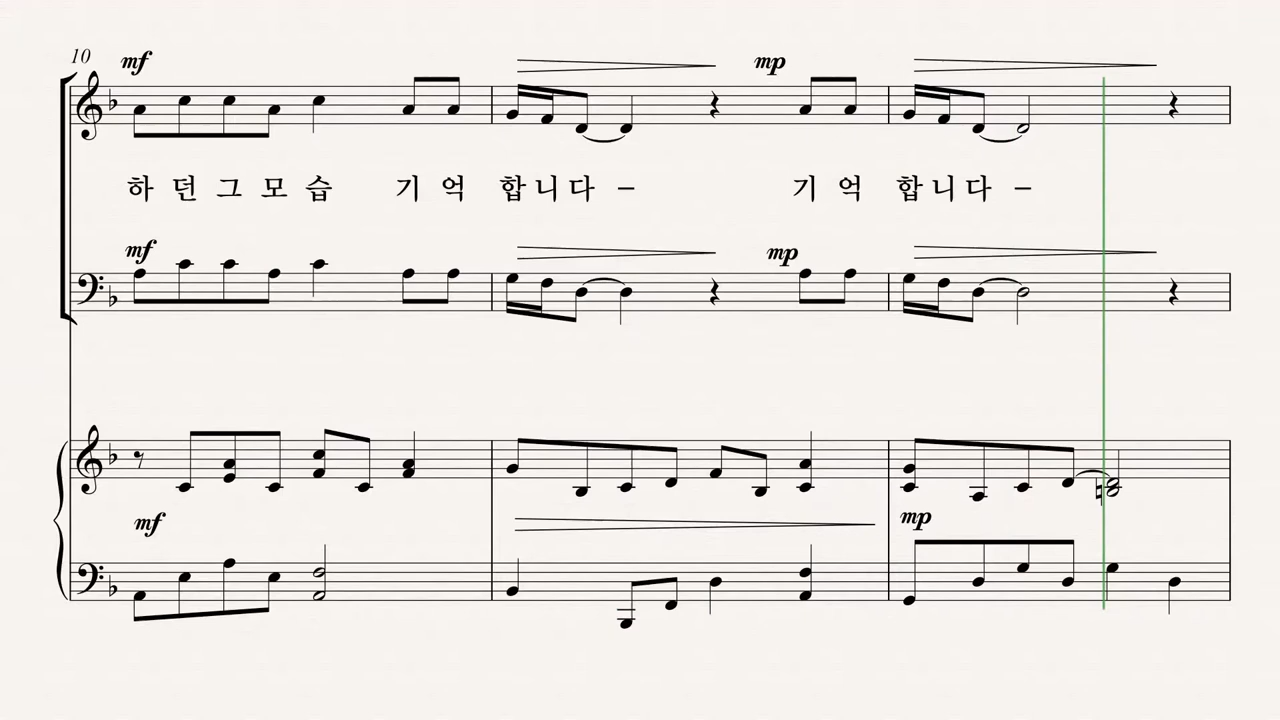 10
mf mp
하 던 그 모 습 기 억 합 니 다 – 기 억 합 니 다 –
mf mp
mf mp